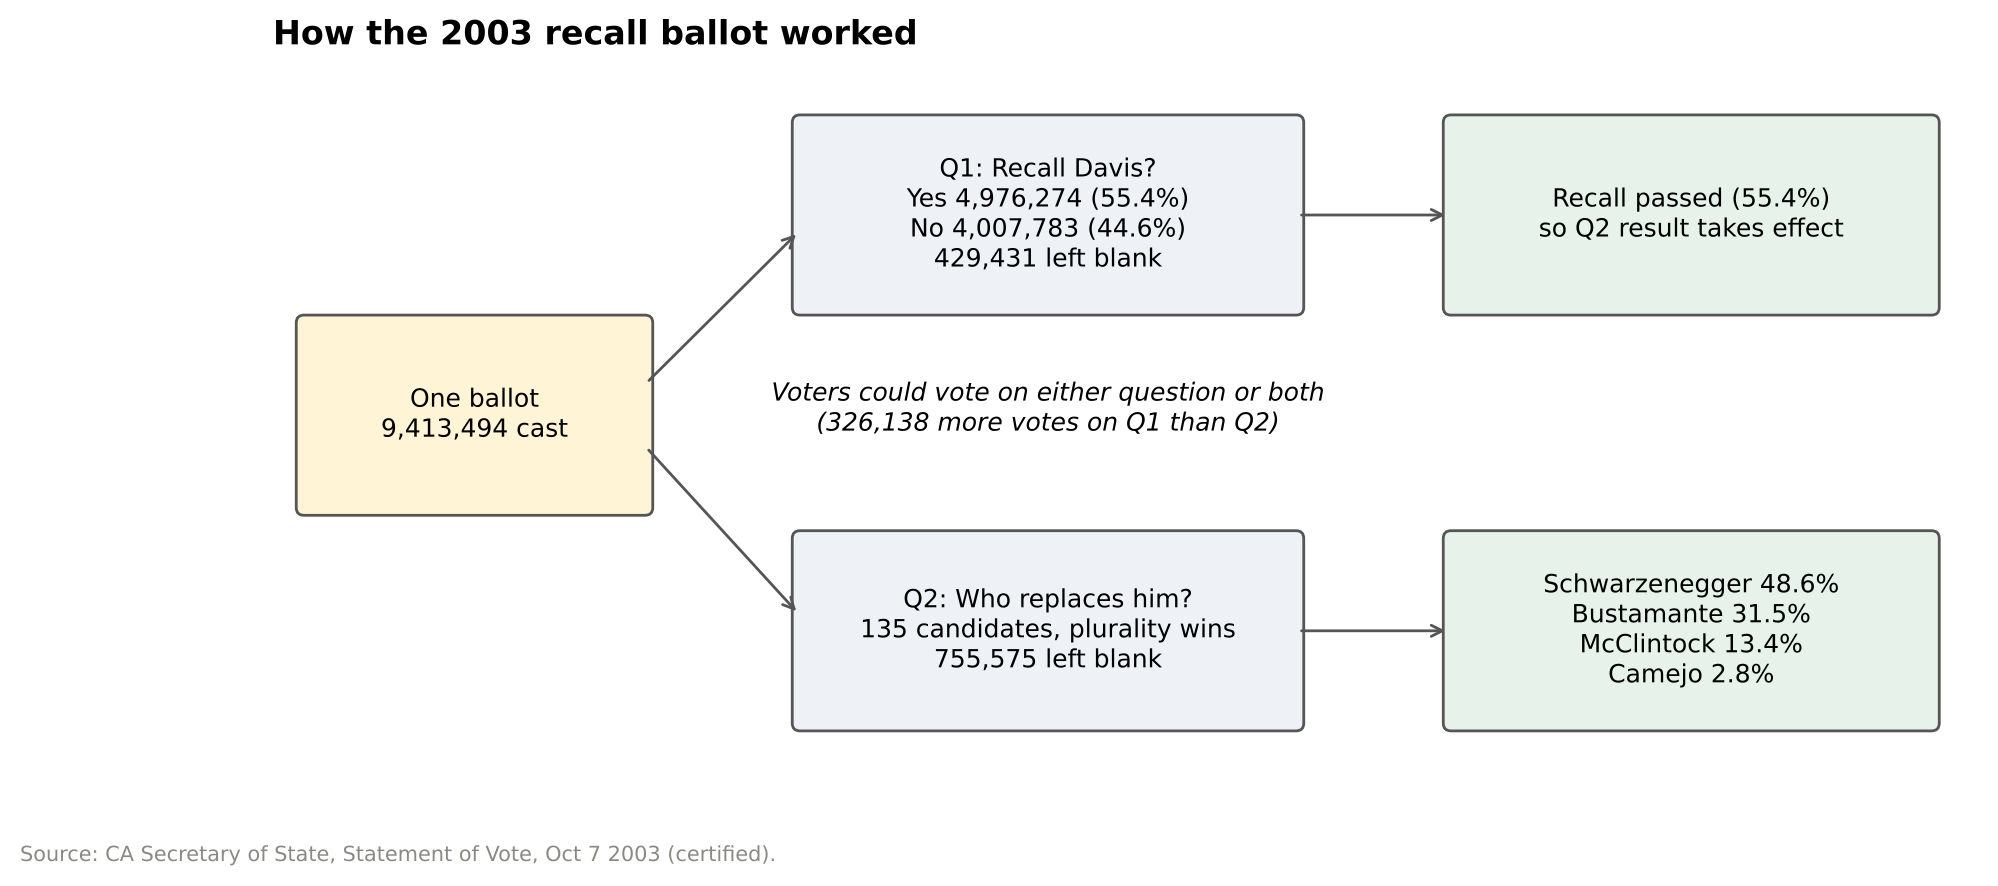 How the 2003 recall ballot worked
Q1: Recall Davis?
Yes 4,976,274 (55.4%)
No 4,007,783 (44.6%)
429,431 left blank
Recall passed (55.4%)
so Q2 result takes effect
One ballot
9,413,494 cast
Voters could vote on either question or both
(326,138 more votes on Q1 than Q2)
Q2: Who replaces him?
135 candidates, plurality wins
755,575 left blank
Schwarzenegger 48.6%
Bustamante 31.5%
McClintock 13.4%
Camejo 2.8%
Source: CA Secretary of State, Statement of Vote, Oct 7 2003 (certified).